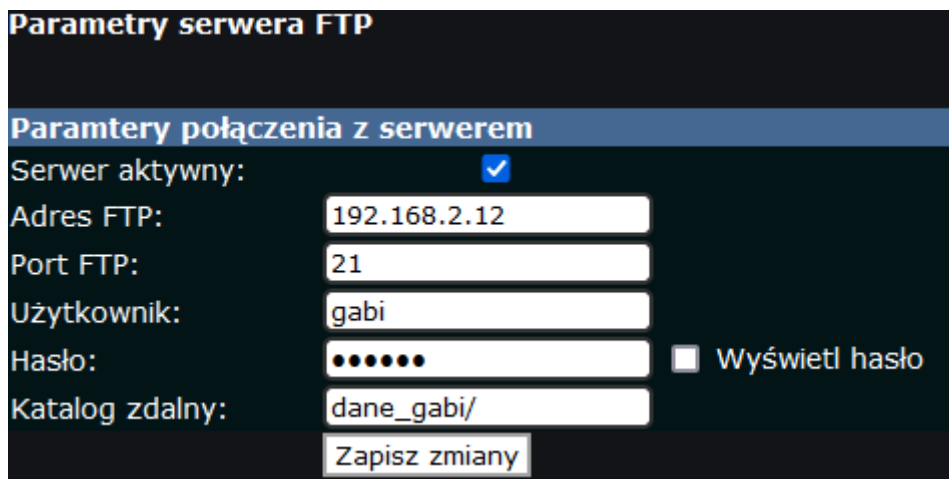 Parametry serwera FTP
Paramtery połączenia z serwerem
Serwer aktywny:
Adres FTP: 192.168.2.12
Port FTP: 21
Użytkownik: gabi
Hasło: •••••• Wyświetl hasło
Katalog zdalny: dane_gabi/
Zapisz zmiany